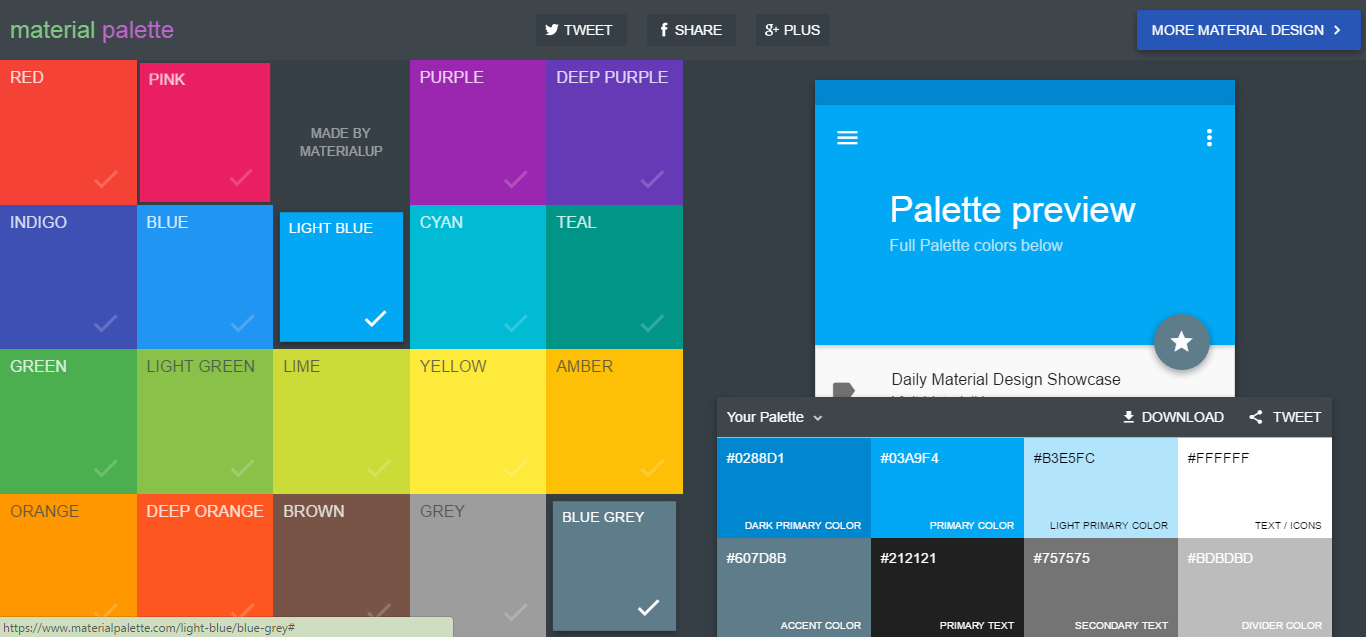 material palette
TWEET
SHARE
g+ PLUS
MORE MATERIAL DESIGN
RED
PINK
MADE BY
MATERIALUP
PURPLE
DEEP PURPLE
INDIGO
BLUE
LIGHT BLUE
CYAN
TEAL
GREEN
LIGHT GREEN
LIME
YELLOW
AMBER
ORANGE
DEEP ORANGE
BROWN
GREY
BLUE GREY
https://www.materialpalette.com/light-blue/blue-grey#
Palette preview
Full Palette colors below
Daily Material Design Showcase
Your Palette
DOWNLOAD
TWEET
#0288D1
DARK PRIMARY COLOR
#03A9F4
PRIMARY COLOR
#B3E5FC
LIGHT PRIMARY COLOR
#FFFFFF
TEXT / ICONS
#607D8B
ACCENT COLOR
#212121
PRIMARY TEXT
#757575
SECONDARY TEXT
#BDBDBD
DIVIDER COLOR